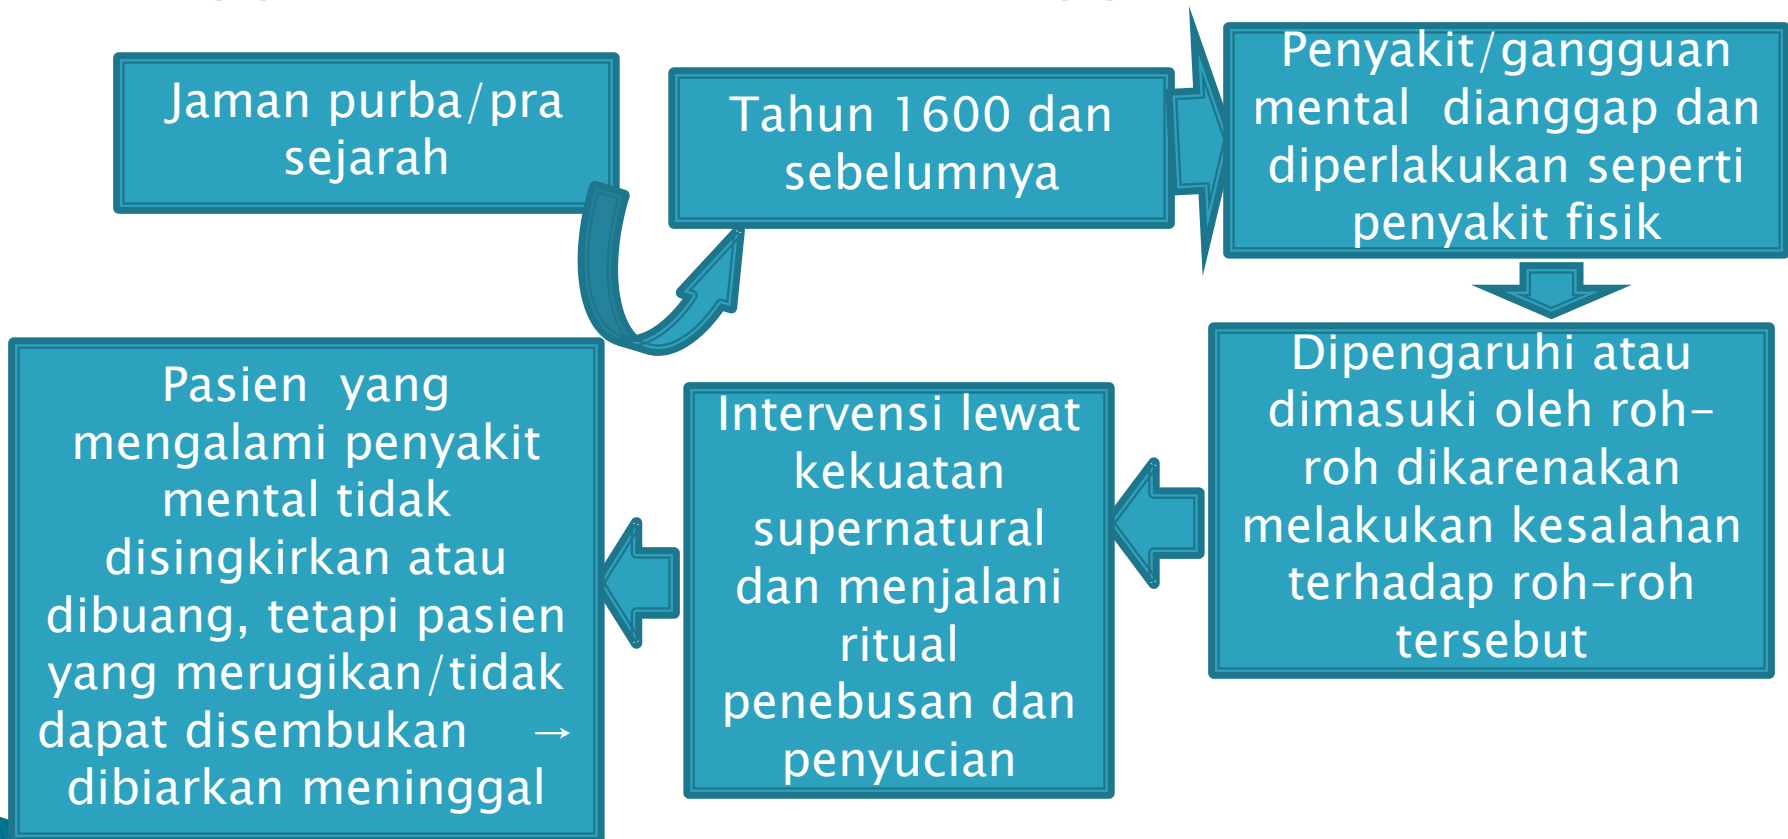 Jaman purba/pra
sejarah
Tahun 1600 dan
sebelumnya
Penyakit/gangguan
mental dianggap dan
diperlakukan seperti
penyakit fisik
Dipengaruhi atau
dimasuki oleh roh-
roh dikarenakan
melakukan kesalahan
terhadap roh-roh
tersebut
Intervensi lewat
kekuatan
supernatural
dan menjalani
ritual
penebusan dan
penyucian
Pasien yang
mengalami penyakit
mental tidak
disingkirkan atau
dibuang, tetapi pasien
yang merugikan/tidak
dapat disembukan →
dibiarkan meninggal